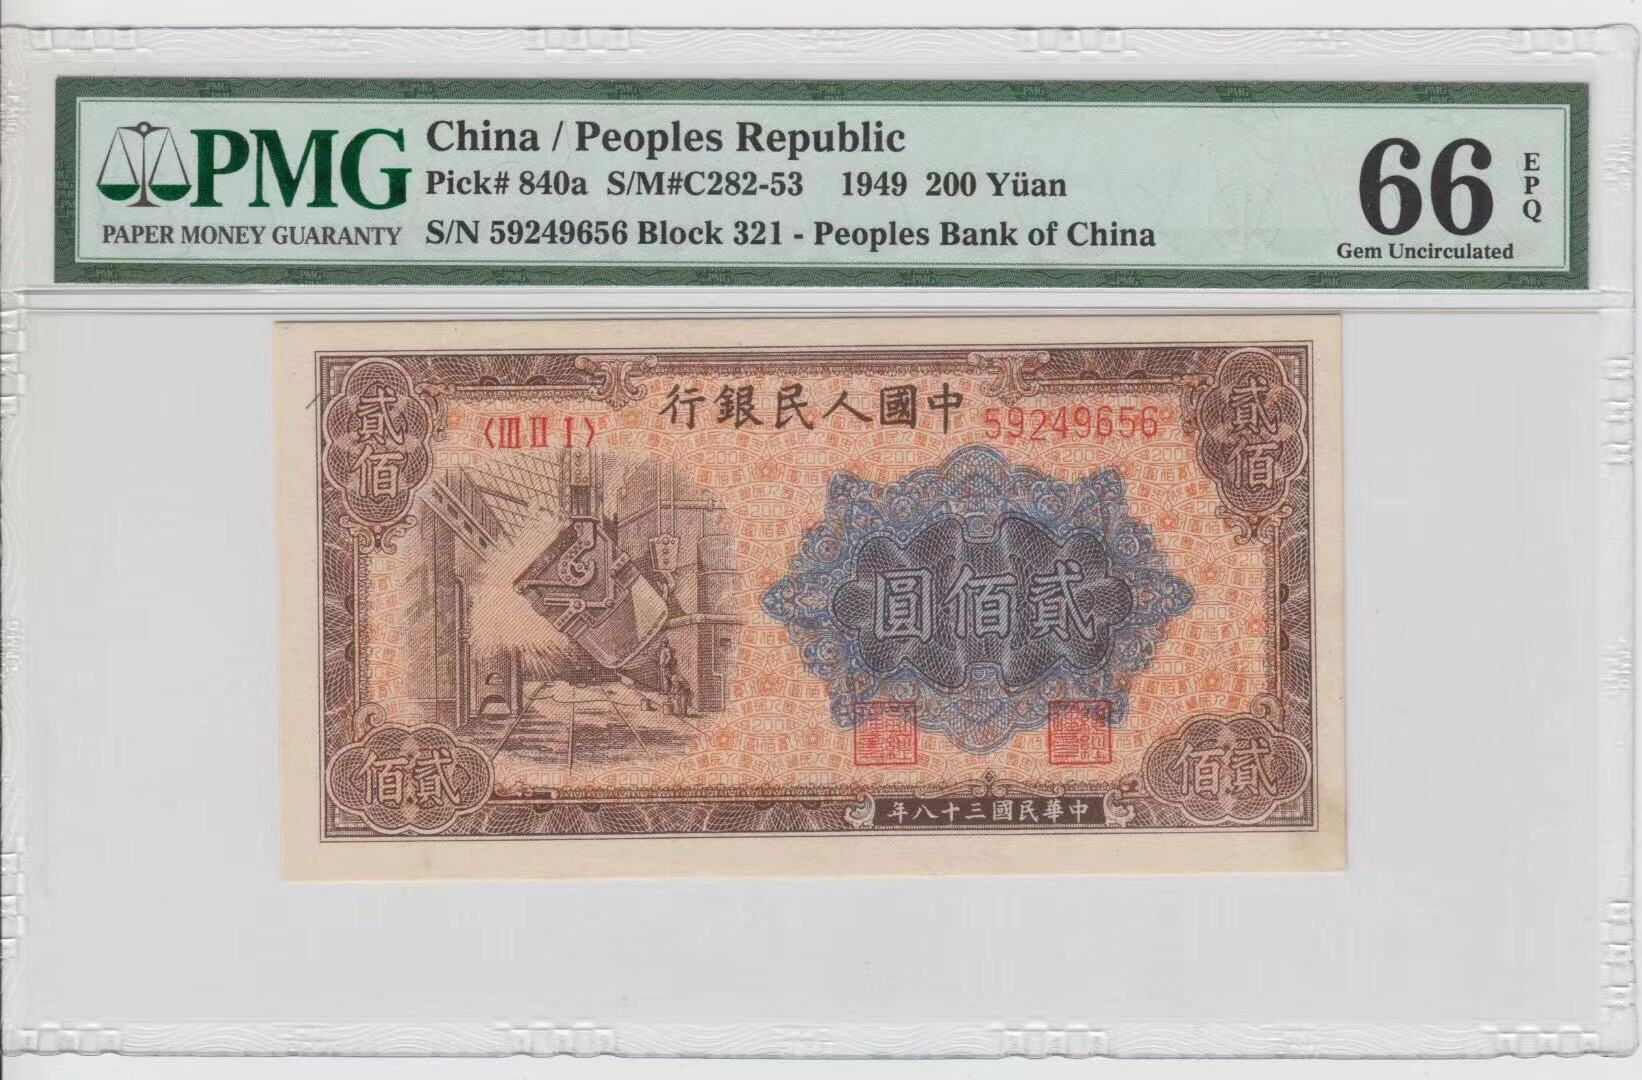 PMG
PAPER MONEY GUARANTY
China / Peoples Republic
Pick# 840a S/M#C282-53 1949 200 Yüan
S/N 59249656 Block 321 - Peoples Bank of China
66
EPQ
Gem Uncirculated
行銀民人國中
〈III II I〉
59249656
貳佰
貳佰
圓佰貳
佰貳
佰貳
年八十三國民華中